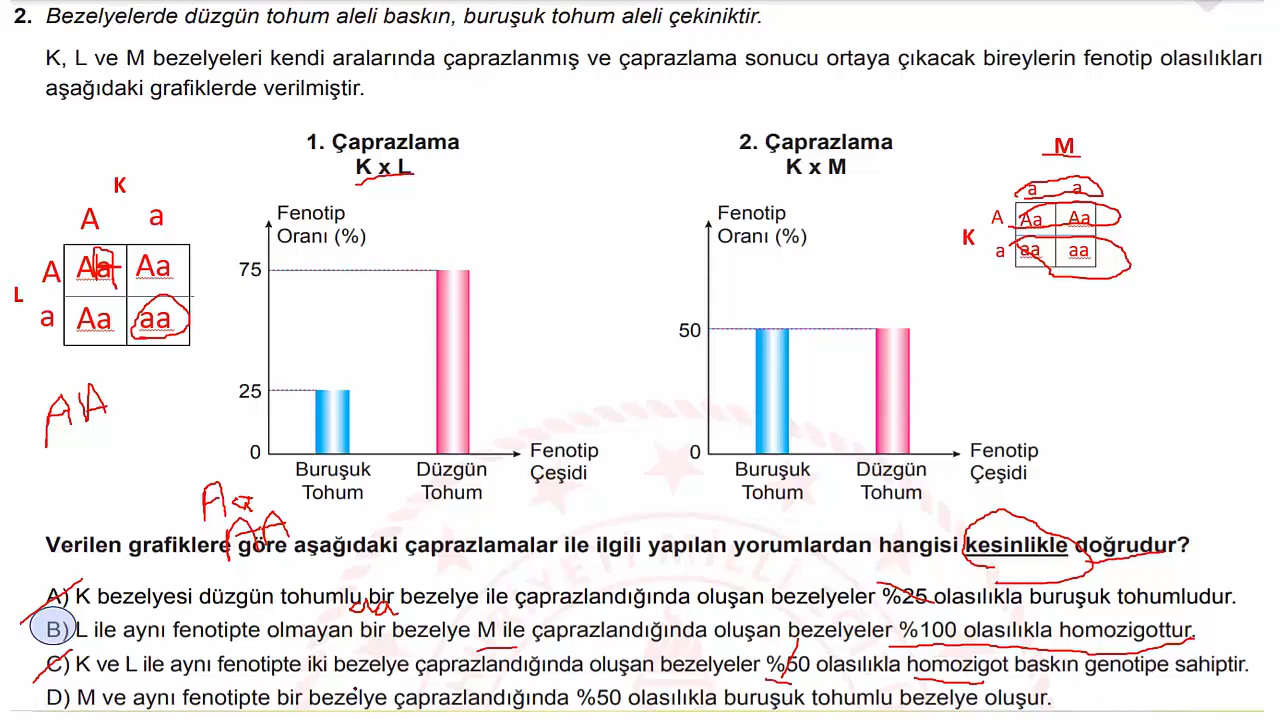 2. Bezelyelerde düzgün tohum aleli baskın, buruşuk tohum aleli çekiniktir.
K, L ve M bezelyeleri kendi aralarında çaprazlanmış ve çaprazlama sonucu ortaya çıkacak bireylerin fenotip olasılıkları
aşağıdaki grafiklerde verilmiştir.
1. Çaprazlama
K x L
Fenotip
Oranı (%)
75
25
0
Buruşuk
Tohum
Düzgün
Tohum
Fenotip
Çeşidi
2. Çaprazlama
K x M
Fenotip
Oranı (%)
50
0
Buruşuk
Tohum
Düzgün
Tohum
Fenotip
Çeşidi
K
A a
L
A Aa
a Aa aa
M
a a
K
A Aa Aa
a aa aa
AA
Aa
AA
Verilen grafiklere göre aşağıdaki çaprazlamalar ile ilgili yapılan yorumlardan hangisi kesinlikle doğrudur?
A) K bezelyesi düzgün tohumlu bir bezelye ile çaprazlandığında oluşan bezelyeler %25 olasılıkla buruşuk tohumludur.
aa
B) L ile aynı fenotipte olmayan bir bezelye M ile çaprazlandığında oluşan bezelyeler %100 olasılıkla homozigottur.
C) K ve L ile aynı fenotipte iki bezelye çaprazlandığında oluşan bezelyeler %50 olasılıkla homozigot baskın genotipe sahiptir.
D) M ve aynı fenotipte bir bezelye çaprazlandığında %50 olasılıkla buruşuk tohumlu bezelye oluşur.